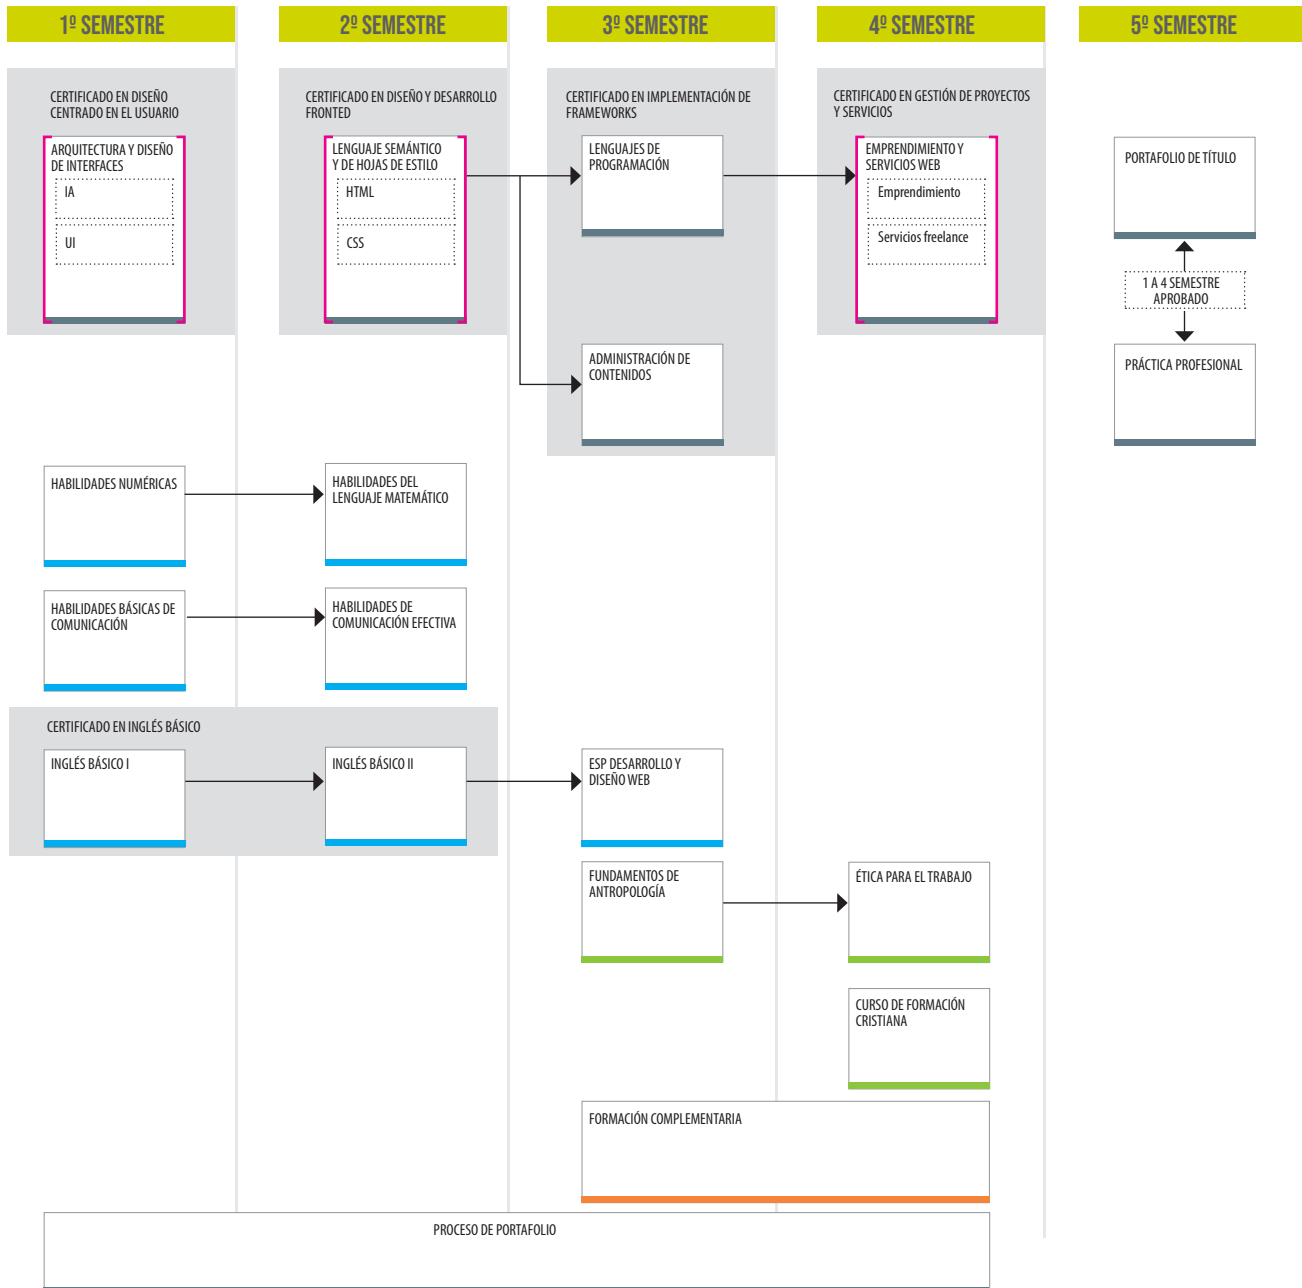 1º SEMESTRE
2º SEMESTRE
3º SEMESTRE
4º SEMESTRE
5º SEMESTRE
CERTIFICADO EN DISEÑO
CENTRADO EN EL USUARIO
ARQUITECTURA Y DISEÑO
DE INTERFACES
IA
UI
CERTIFICADO EN DISEÑO Y DESARROLLO
FRONTED
LENGUAJE SEMÁNTICO
Y DE HOJAS DE ESTILO
HTML
CSS
CERTIFICADO EN IMPLEMENTACIÓN DE
FRAMEWORKS
LENGUAJES DE
PROGRAMACIÓN
ADMINISTRACIÓN DE
CONTENIDOS
CERTIFICADO EN GESTIÓN DE PROYECTOS
Y SERVICIOS
EMPRENDIMIENTO Y
SERVICIOS WEB
Emprendimiento
Servicios freelance
PORTAFOLIO DE TÍTULO
1 A 4 SEMESTRE
APROBADO
PRÁCTICA PROFESIONAL
HABILIDADES NUMÉRICAS
HABILIDADES DEL
LENGUAJE MATEMÁTICO
HABILIDADES BÁSICAS DE
COMUNICACIÓN
HABILIDADES DE
COMUNICACIÓN EFECTIVA
CERTIFICADO EN INGLÉS BÁSICO
INGLÉS BÁSICO I
INGLÉS BÁSICO II
ESP DESARROLLO Y
DISEÑO WEB
FUNDAMENTOS DE
ANTROPOLOGÍA
ÉTICA PARA EL TRABAJO
CURSO DE FORMACIÓN
CRISTIANA
FORMACIÓN COMPLEMENTARIA
PROCESO DE PORTAFOLIO